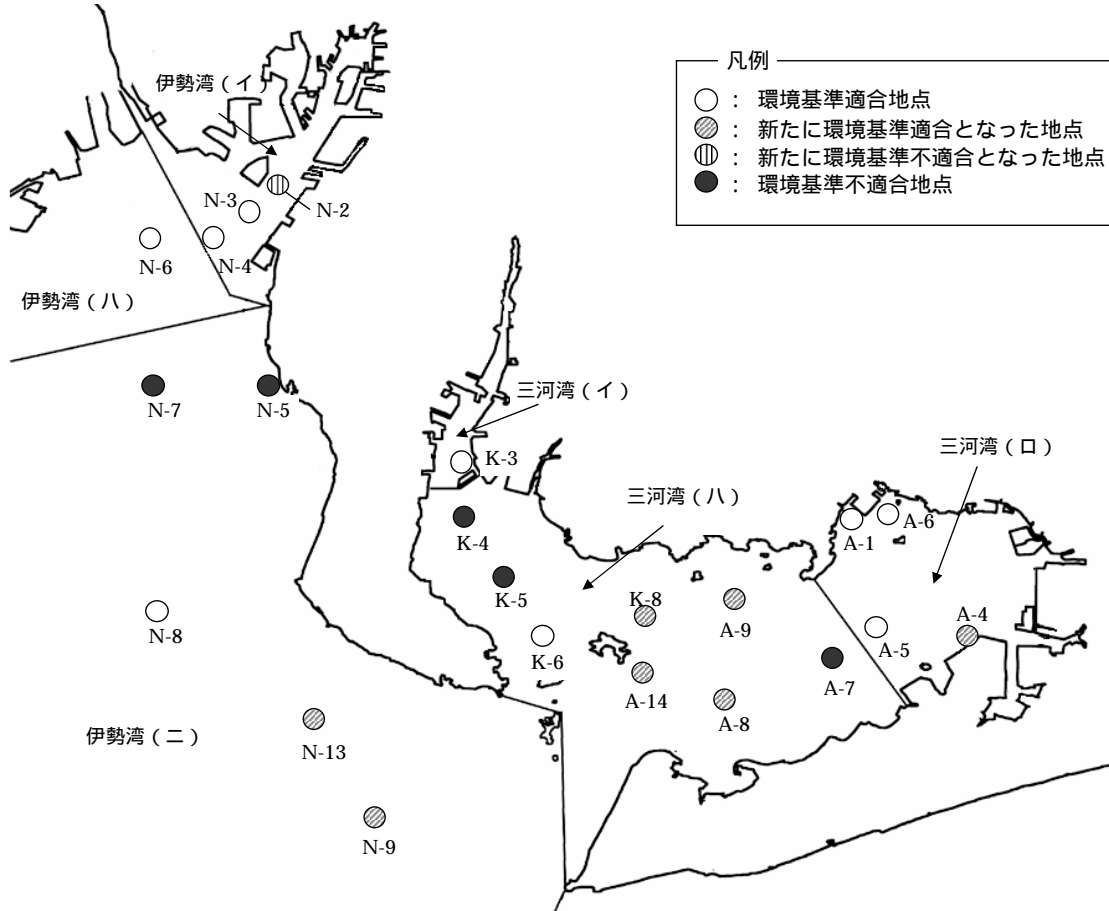 凡例
○ : 環境基準適合地点
: 新たに環境基準適合となった地点
: 新たに環境基準不適合となった地点
● : 環境基準不適合地点
伊勢湾(イ)
N-3
N-2
N-6
N-4
伊勢湾(ハ)
N-7
N-5
三河湾(イ)
K-3
三河湾(ロ)
三河湾(ハ)
K-4
A-1
A-6
K-5
K-8
A-9
A-4
N-8
K-6
A-5
A-14
A-7
A-8
伊勢湾(ニ)
N-13
N-9